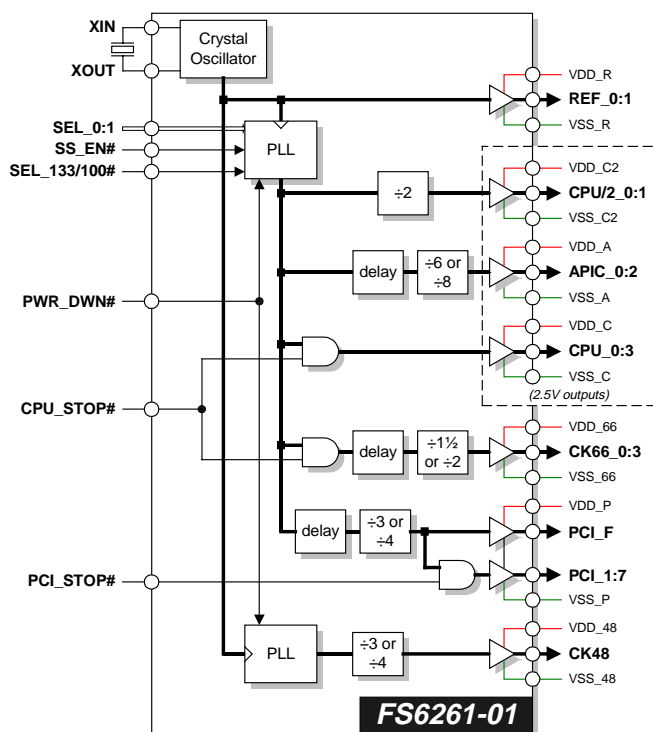 XIN
XOUT
Crystal
Oscillator
VDD_R
REF_0:1
VSS_R
SEL_0:1
SS_EN#
SEL_133/100#
PLL
VDD_C2
CPU/2_0:1
VSS_C2
÷2
VDD_A
APIC_0:2
VSS_A
delay
÷6 or
÷8
PWR_DWN#
VDD_C
CPU_0:3
VSS_C
(2.5V outputs)
CPU_STOP#
VDD_66
CK66_0:3
VSS_66
delay
÷1½
or ÷2
VDD_P
PCI_F
delay
÷3 or
÷4
PCI_STOP#
PCI_1:7
VSS_P
VDD_48
CK48
VSS_48
PLL
÷3 or
÷4
FS6261-01